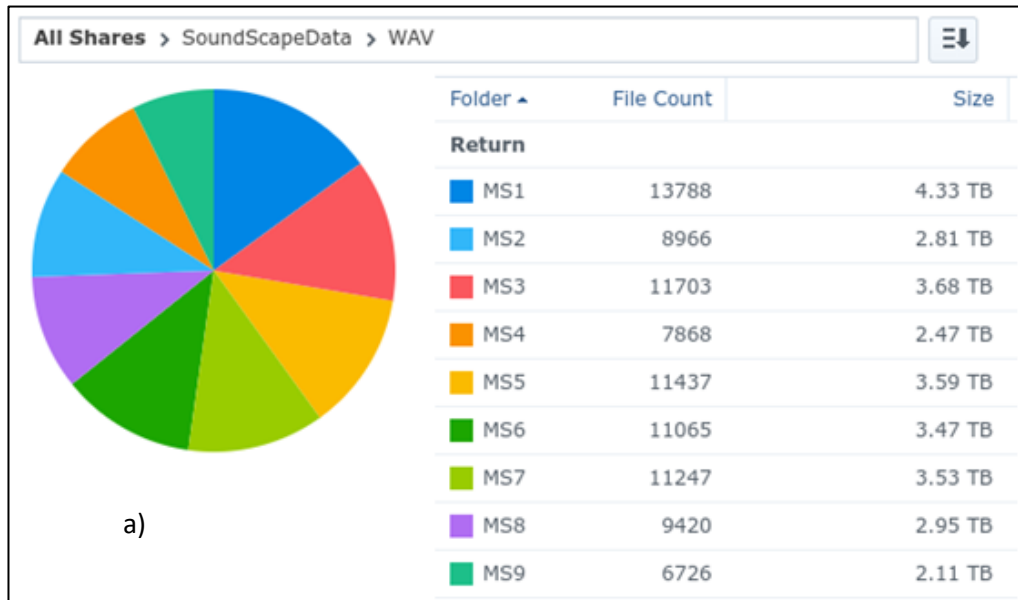 All Shares > SoundScapeData > WAV
Folder File Count Size
Return
MS1 13788 4.33 TB
MS2 8966 2.81 TB
MS3 11703 3.68 TB
MS4 7868 2.47 TB
MS5 11437 3.59 TB
MS6 11065 3.47 TB
MS7 11247 3.53 TB
MS8 9420 2.95 TB
MS9 6726 2.11 TB
a)